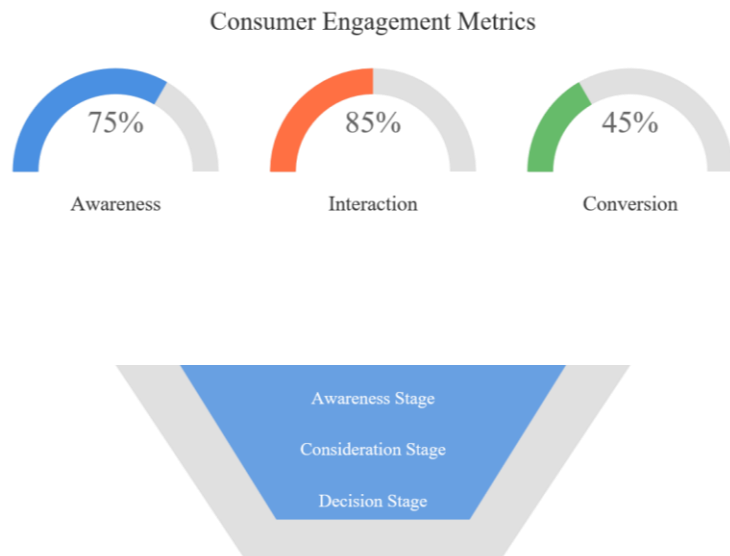 Consumer Engagement Metrics
75%
85%
45%
Awareness
Interaction
Conversion
Awareness Stage
Consideration Stage
Decision Stage